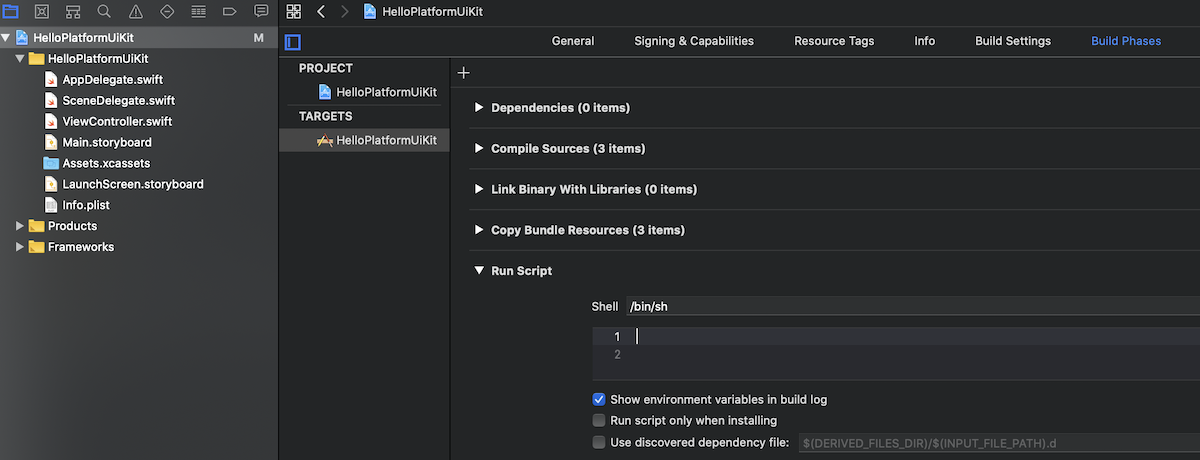 HelloPlatformUiKit
HelloPlatformUiKit M
General Signing & Capabilities Resource Tags Info Build Settings Build Phases
HelloPlatformUiKit
AppDelegate.swift
SceneDelegate.swift
ViewController.swift
Main.storyboard
Assets.xcassets
LaunchScreen.storyboard
Info.plist
Products
Frameworks
PROJECT
HelloPlatformUiKit
TARGETS
HelloPlatformUiKit
Dependencies (0 items)
Compile Sources (3 items)
Link Binary With Libraries (0 items)
Copy Bundle Resources (3 items)
Run Script
Shell /bin/sh
1
2
Show environment variables in build log
Run script only when installing
Use discovered dependency file: $(DERIVED_FILES_DIR)/$(INPUT_FILE_PATH).d